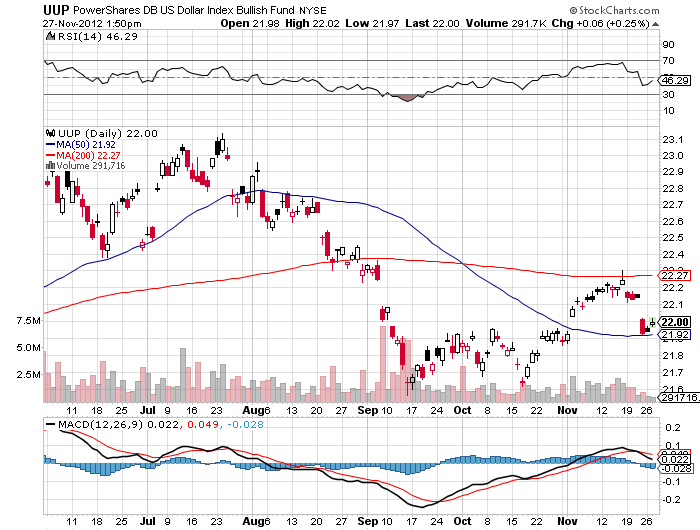 UUP PowerShares DB US Dollar Index Bullish Fund NYSE © StockCharts.com
27-Nov-2012 1:50pm Open 21.98 High 22.02 Low 21.97 Last 22.00 Volume 291.7K Chg +0.06 (+0.25%)
RSI(14) 46.29
90
70
50
46.29
30
10
UUP (Daily) 22.00
MA(50) 21.92
MA(200) 22.27
Volume 291,716
23.1
23.0
22.9
22.8
22.7
22.6
22.5
22.4
22.3
22.27
22.2
22.1
22.00
21.92
21.8
21.7
21.6
291716
7.5M
5.0M
2.5M
11 18 25 Jul 9 16 23 Aug 6 13 20 27 Sep 10 17 24 Oct 8 15 22 Nov 12 19 26
MACD(12,26,9) 0.022, 0.049, -0.028
0.2
0.1
0.049
0.022
-0.028
-0.1
-0.2
11 18 25 Jul 9 16 23 Aug 6 13 20 27 Sep 10 17 24 Oct 8 15 22 Nov 12 19 26